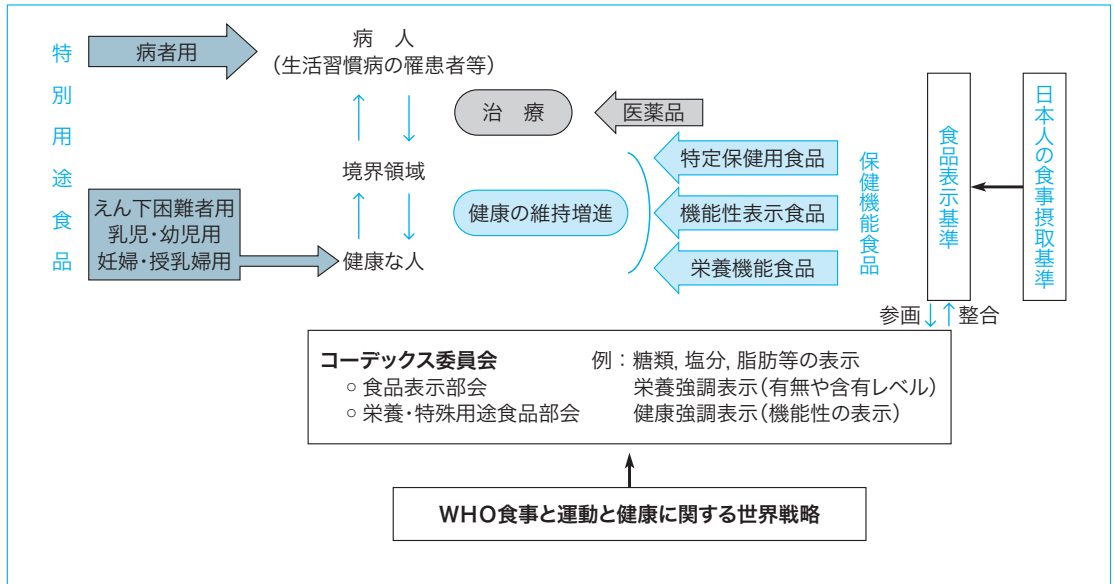 特別用途食品
病者用
病　人
（生活習慣病の罹患者等）
治　療
医薬品
境界領域
特定保健用食品
健康の維持増進
機能性表示食品
栄養機能食品
保健機能食品
えん下困難者用
乳児・幼児用
妊婦・授乳婦用
健康な人
食品表示基準
日本人の食事摂取基準
参画
整合
コーデックス委員会
○ 食品表示部会
○ 栄養・特殊用途食品部会
例：糖類, 塩分, 脂肪等の表示
栄養強調表示（有無や含有レベル）
健康強調表示（機能性の表示）
WHO食事と運動と健康に関する世界戦略